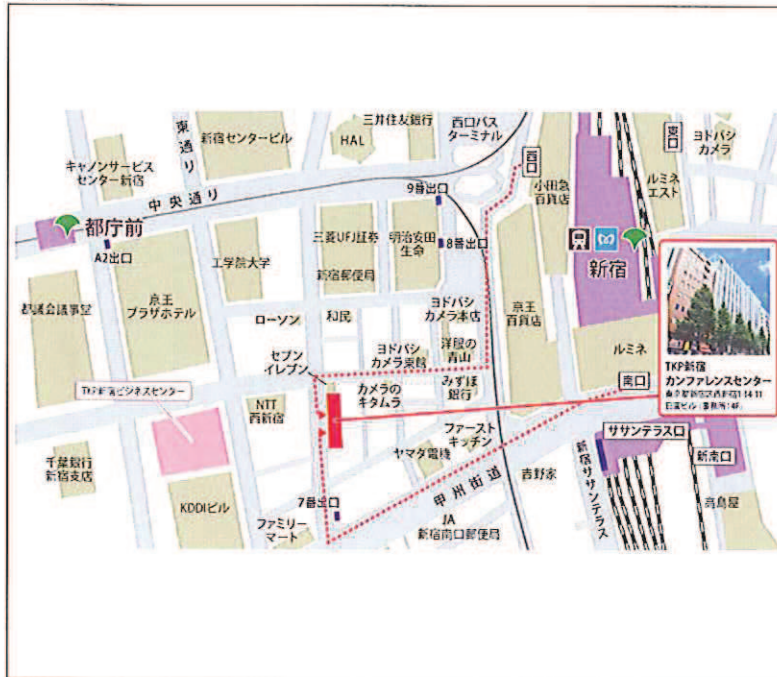 三井住友銀行
西口バス
ターミナル
東通り
新宿センタービル
HAL
東口
ヨドバシ
カメラ
キャノンサービス
センター新宿
西口
小田急
百貨店
ルミネ
エスト
中央通り
9番出口
都庁前
A2出口
三菱UFJ証券
明治安田
生命
8番出口
新宿
工学院大学
新宿郵便局
都議会議事堂
京王
プラザホテル
ヨドバシ
カメラ本店
京王
百貨店
ローソン
和民
洋服の
青山
ヨドバシ
カメラ東館
セブン
イレブン
ルミネ
TKP新宿
カンファレンスセンター
TKP新宿ビジネスセンター
カメラの
キタムラ
みずほ
銀行
南口
NTT
西新宿
ファースト
キッチン
サザンテラス口
千葉銀行
新宿支店
ヤマダ電機
甲州街道
吉野家
新宿サザンテラス
新南口
KDDIビル
7番出口
ファミリー
マート
JA
新宿南口郵便局
高島屋